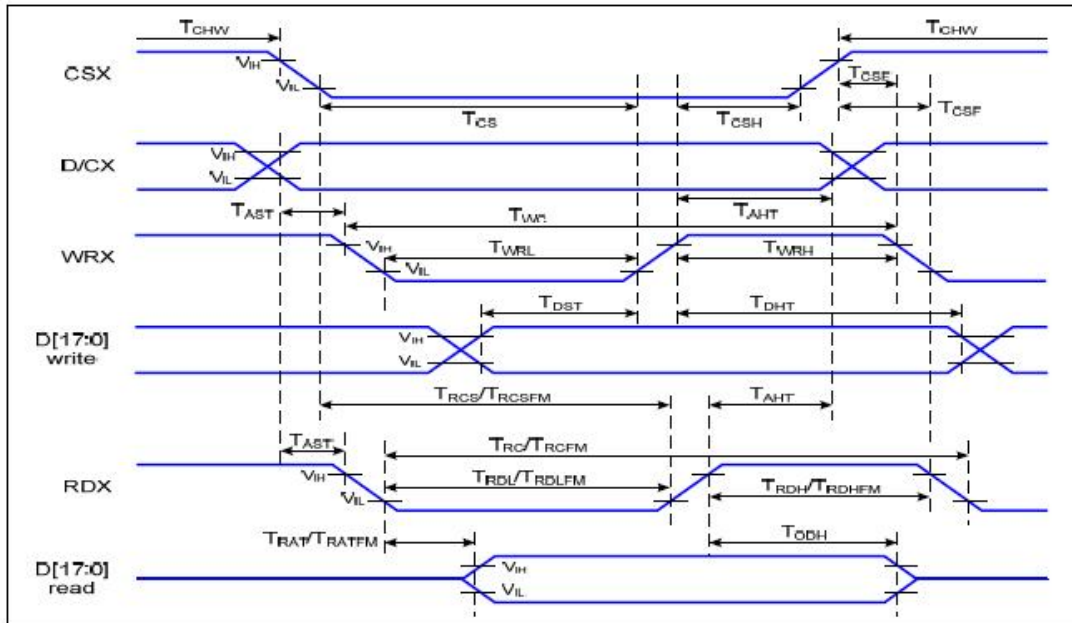 TCHW TCHW
CSX VIH VIL TCSF
TCS TCSH TCSF
D/CX VIH VIL
TAST TWC TAHT
WRX VIH VIL TWRL TWRH
TDST TDHT
D[17:0] VIH
write VIL
TRCS/TRCSFM TAHT
TAST TRC/TRCFM
RDX VIH VIL TRDL/TRDLFM TRDH/TRDHFM
TRAT/TRATFM TODH
D[17:0] VIH
read VIL